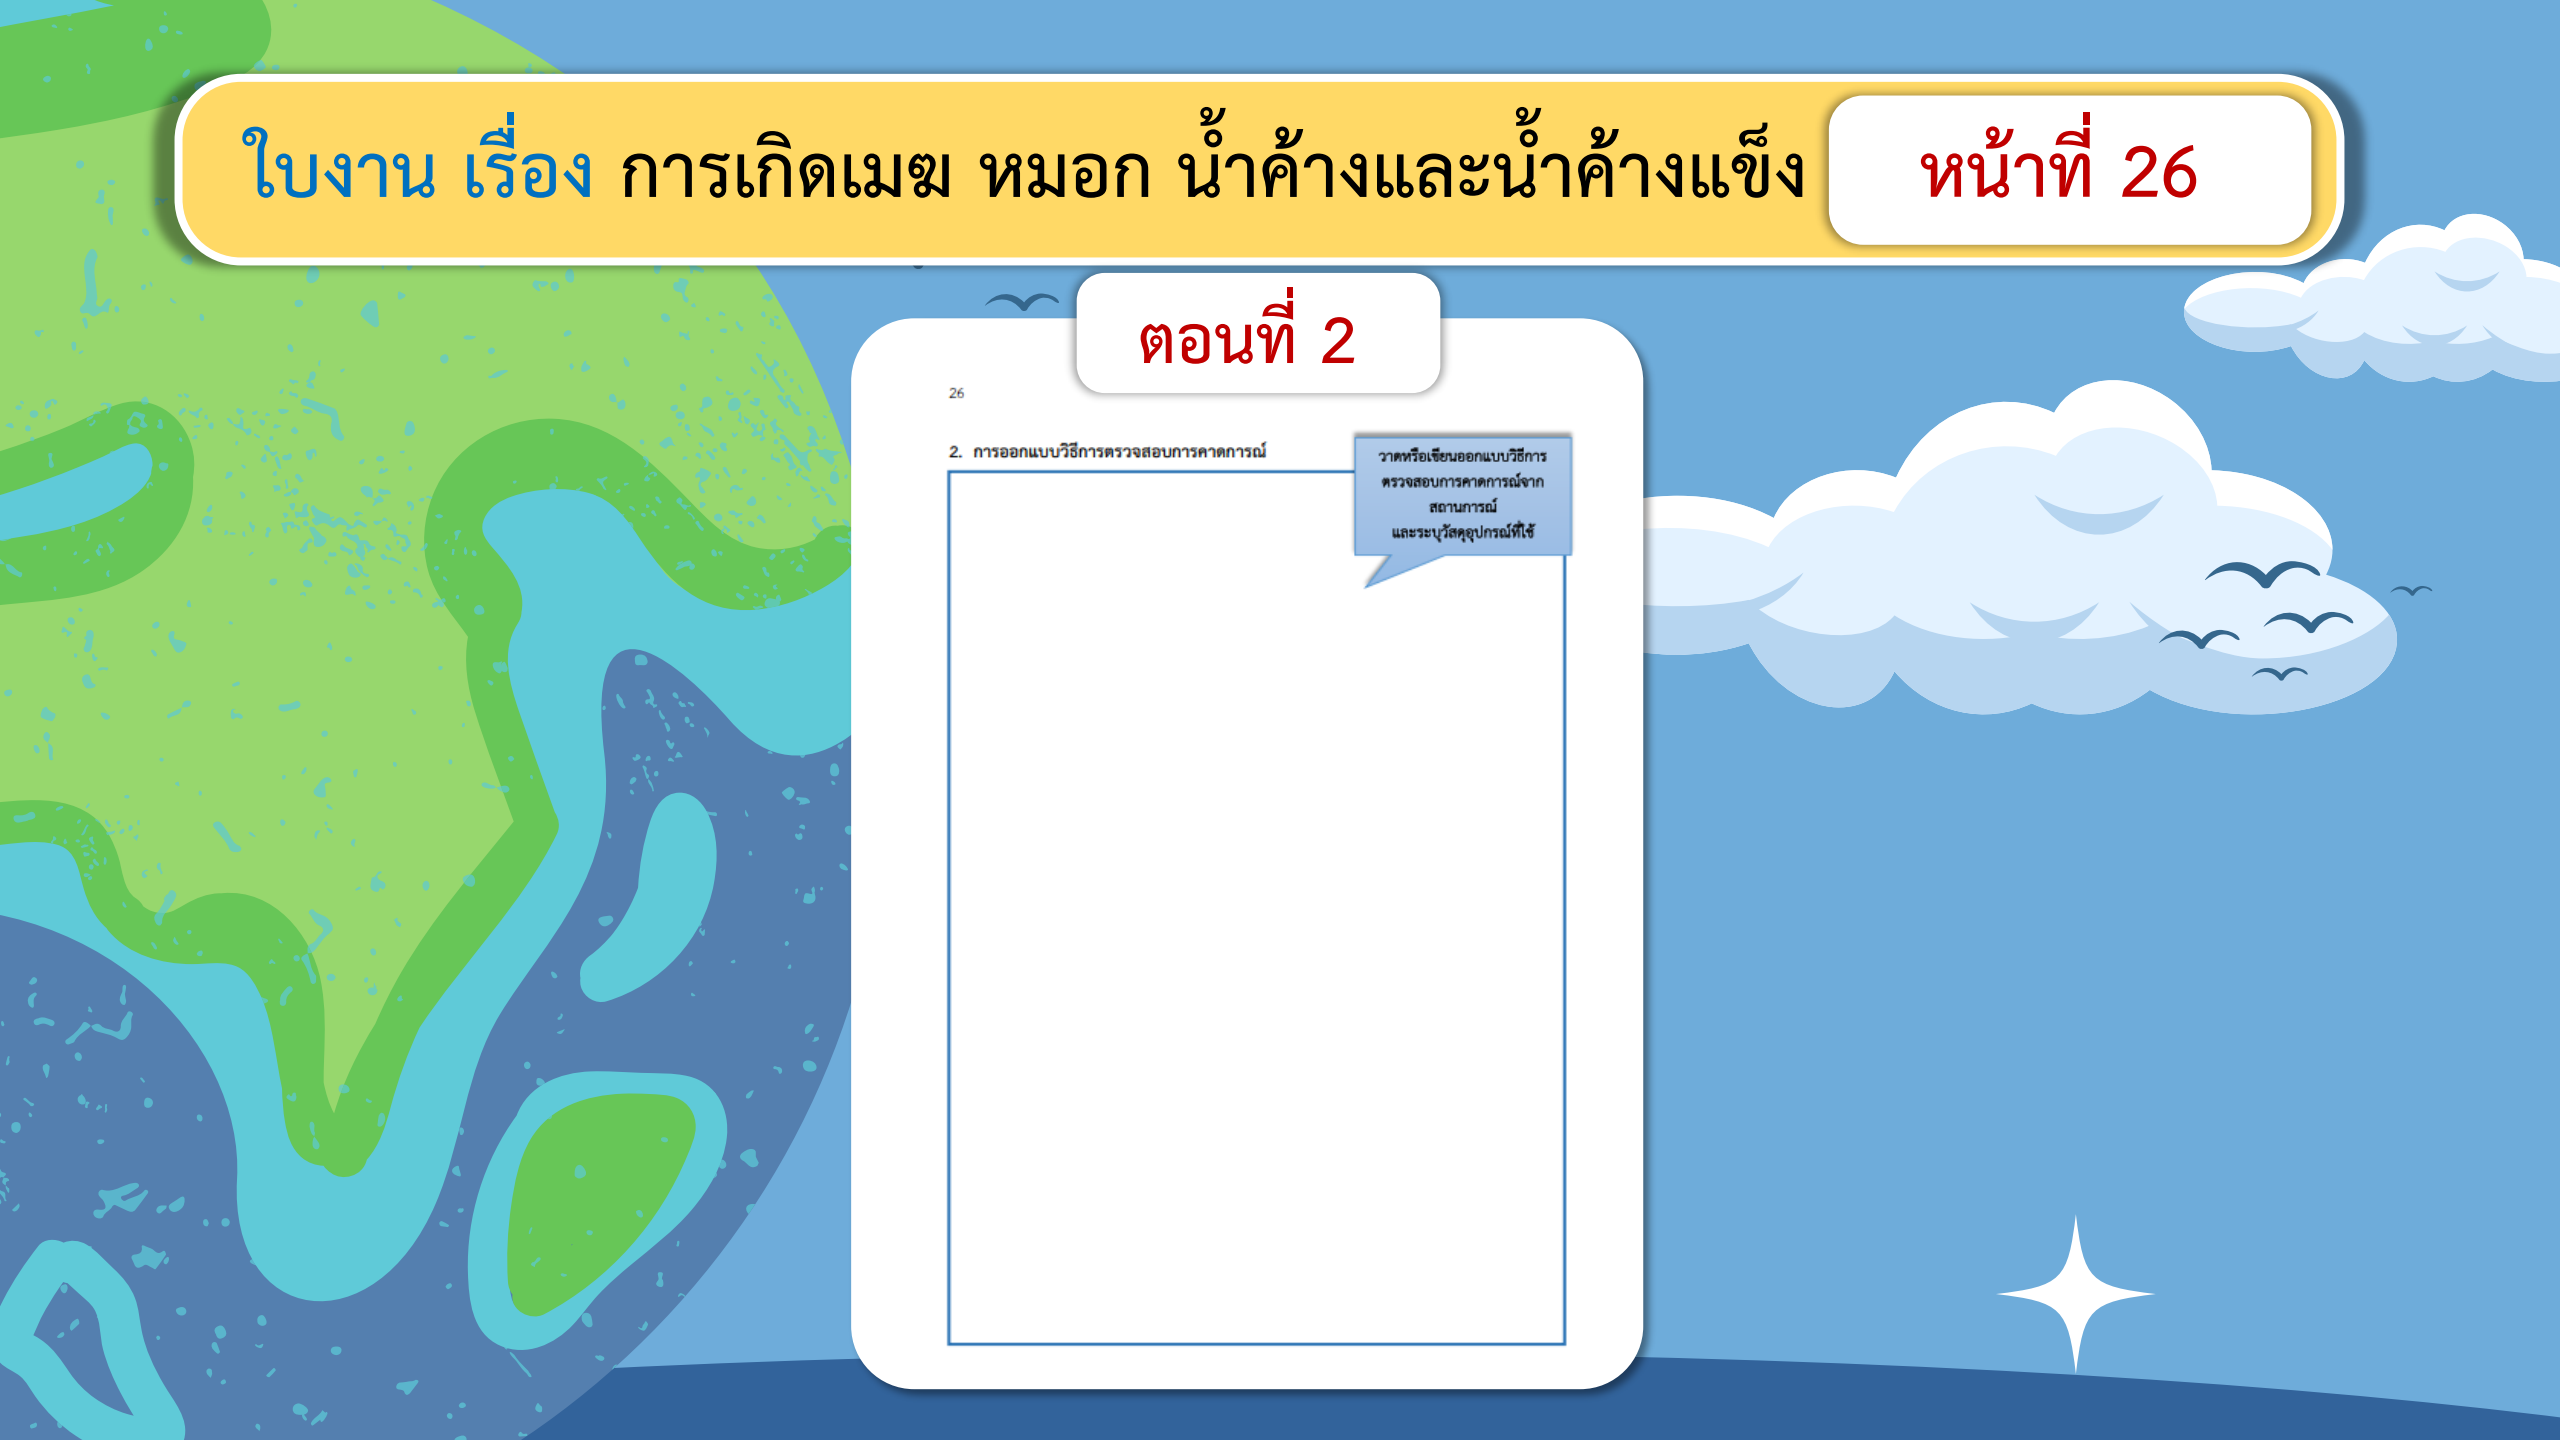 ใบงาน เรื่อง การเกิดเมฆ หมอก น้ำค้างและน้ำค้างแข็ง หน้าที่ 26
ตอนที่ 2
26
2. การออกแบบวิธีการตรวจสอบการคาดการณ์
วาดหรือเขียนออกแบบวิธีการ
ตรวจสอบการคาดการณ์จาก
สถานการณ์
และระบุวัสดุอุปกรณ์ที่ใช้